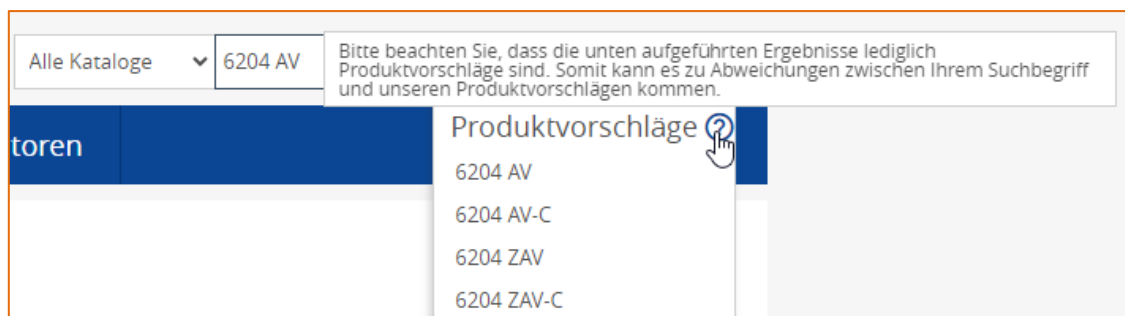 Alle Kataloge
6204 AV
Bitte beachten Sie, dass die unten aufgeführten Ergebnisse lediglich
Produktvorschläge sind. Somit kann es zu Abweichungen zwischen Ihrem Suchbegriff
und unseren Produktvorschlägen kommen.
toren
Produktvorschläge ?
6204 AV
6204 AV-C
6204 ZAV
6204 ZAV-C